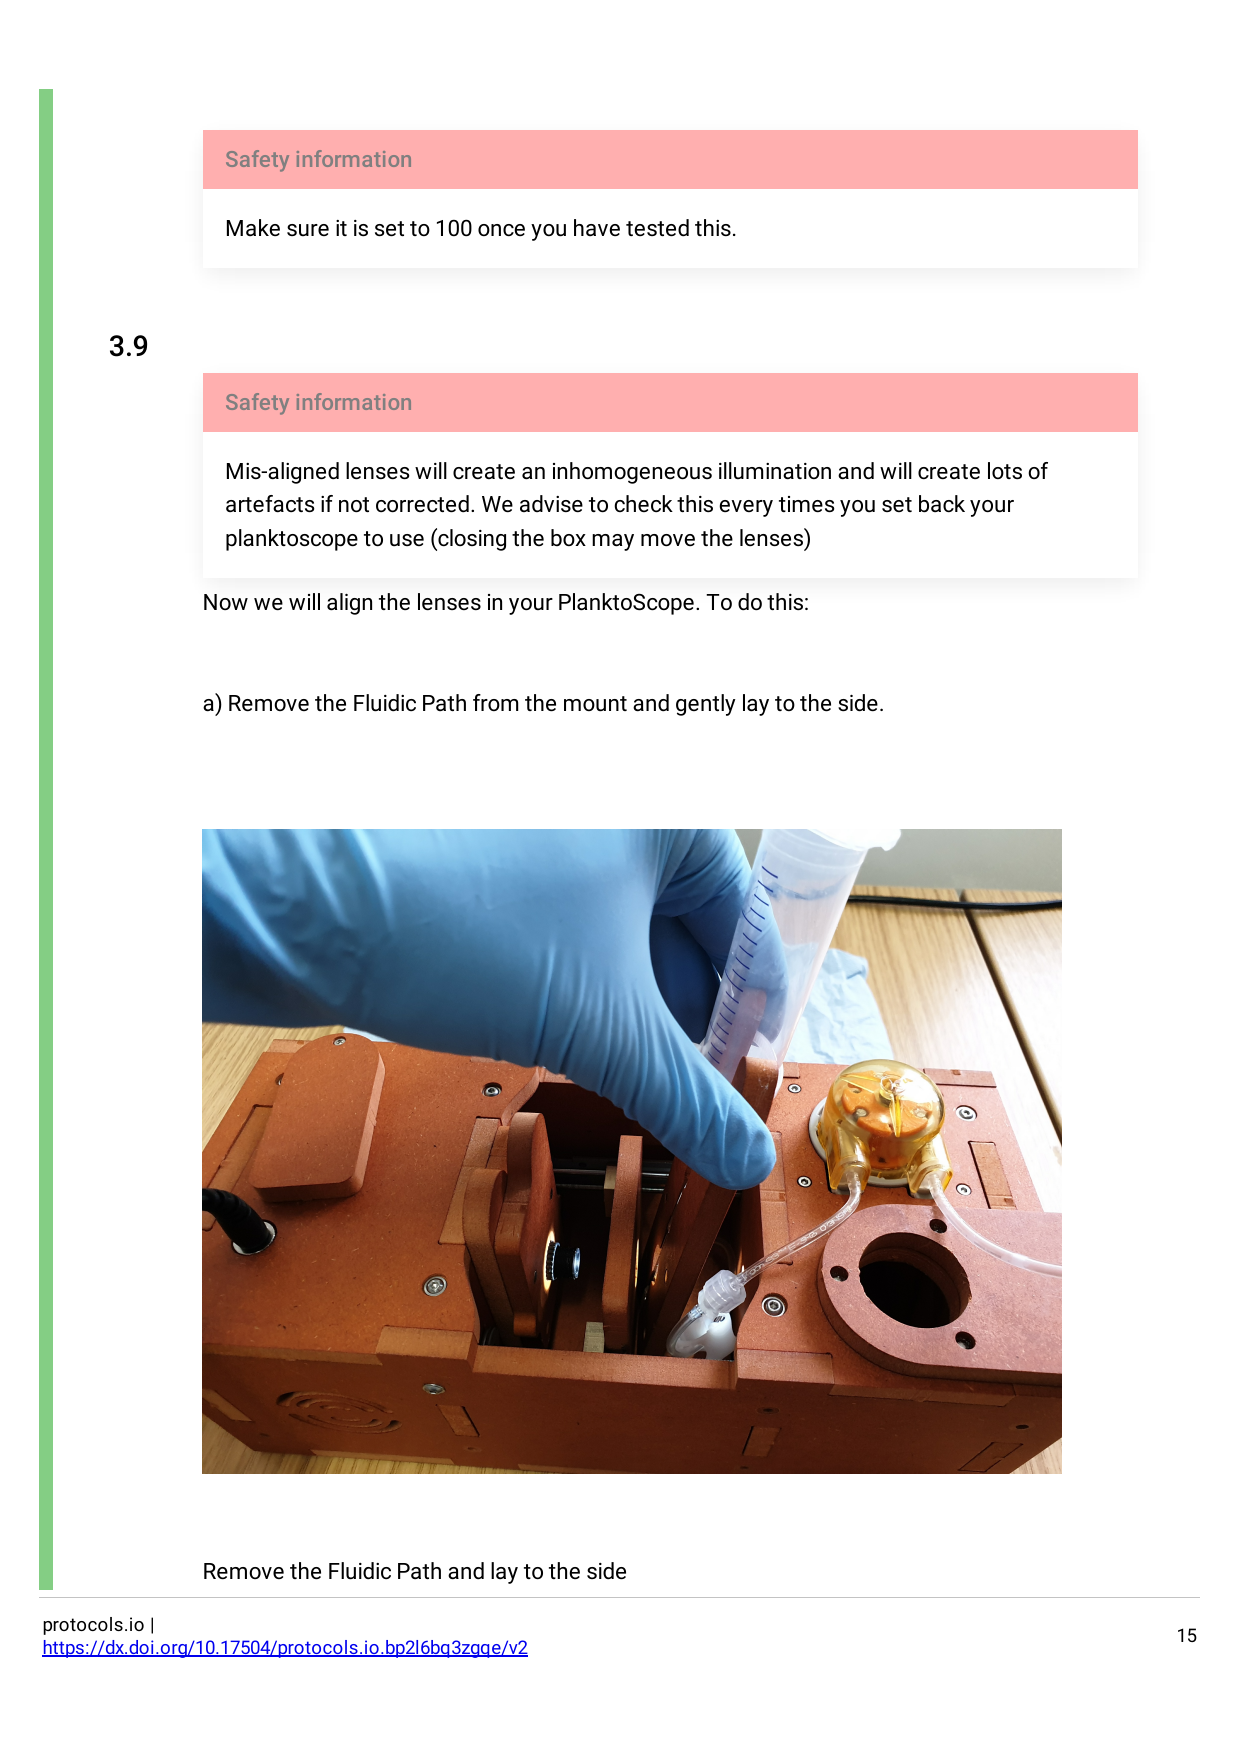 Safety information
Make sure it is set to 100 once you have tested this.
3.9
Safety information
Mis-aligned lenses will create an inhomogeneous illumination and will create lots of
artefacts if not corrected. We advise to check this every times you set back your
planktoscope to use (closing the box may move the lenses)
Now we will align the lenses in your PlanktoScope. To do this:
a) Remove the Fluidic Path from the mount and gently lay to the side.
Remove the Fluidic Path and lay to the side
protocols.io |
https://dx.doi.org/10.17504/protocols.io.bp2l6bq3zgqe/v2
15